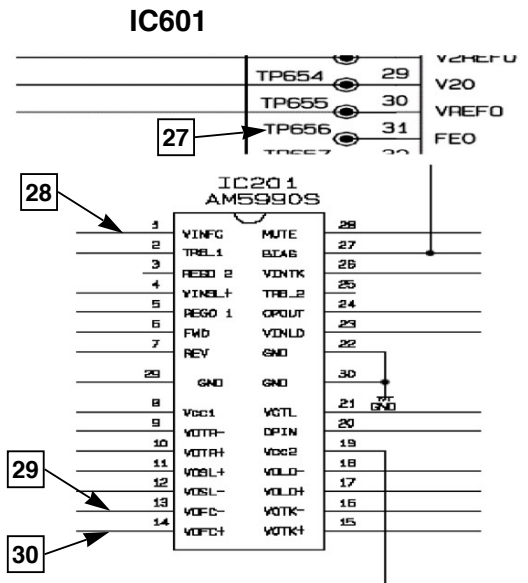 IC601
V2REFO
TP654 29 V20
TP655 30 VREFO
27 TP656 31 FEO
IC201
AM5990S
28
1 VINFC MUTE 28
2 TRB_1 BIAS 27
3 REGO 2 VINTK 26
4 VINSL+ TRB_2 25
5 REGO 1 OPOUT 24
6 FWD VINLD 23
7 REV GND 22
29 GND GND 30
GND
8 Vcc1 VCTL 21
9 VOTR- OPIN 20
10 VOTR+ Vcc2 19
11 VOSL+ VOLD- 18
12 VOSL- VOLD+ 17
29
13 VOFC- VOTK- 16
14 VOFC+ VOTK+ 15
30